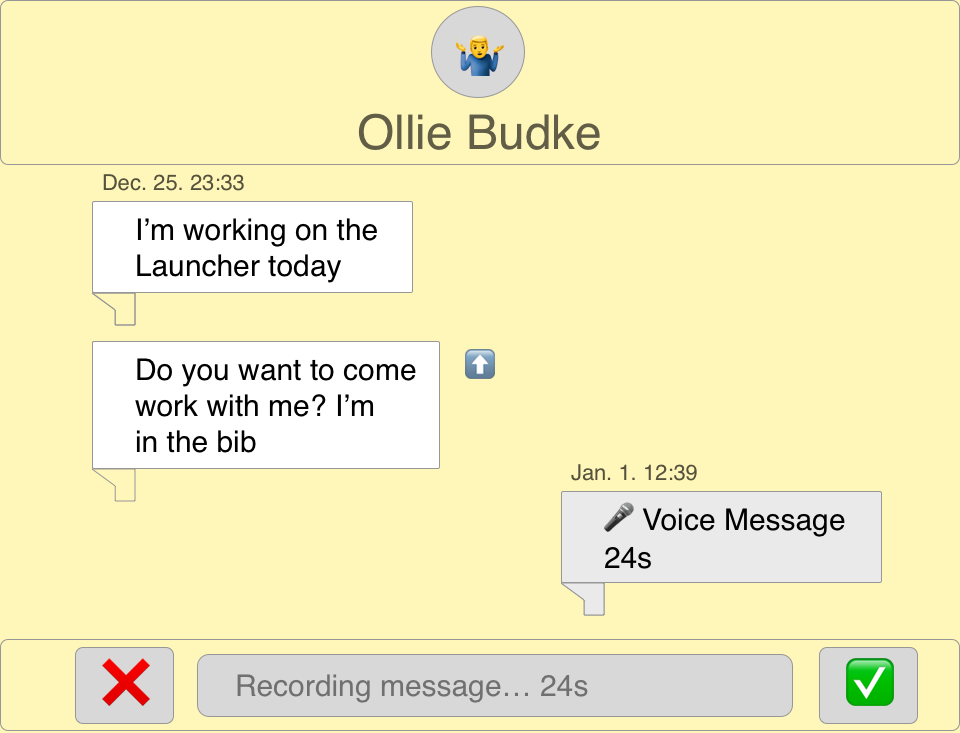 Ollie Budke
Dec. 25. 23:33
I’m working on the
Launcher today
Do you want to come
work with me? I’m
in the bib
Jan. 1. 12:39
🎤 Voice Message
24s
Recording message… 24s